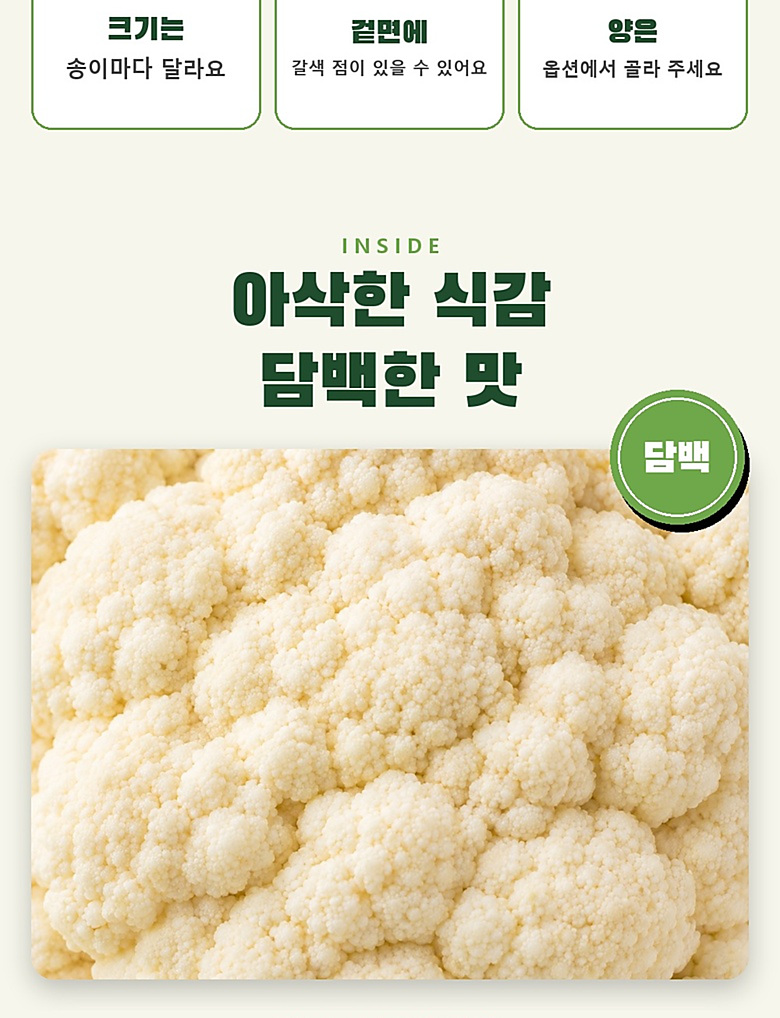 크기는
송이마다 달라요
겉면에
갈색 점이 있을 수 있어요
양은
옵션에서 골라 주세요
INSIDE
아삭한 식감
담백한 맛
담백